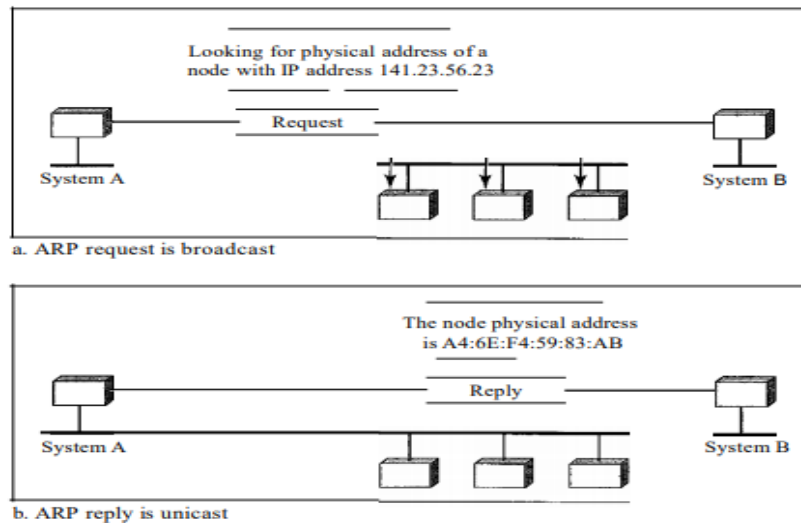 Looking for physical address of a
node with IP address 141.23.56.23
Request
System A
System B
a. ARP request is broadcast
The node physical address
is A4:6E:F4:59:83:AB
Reply
System A
System B
b. ARP reply is unicast